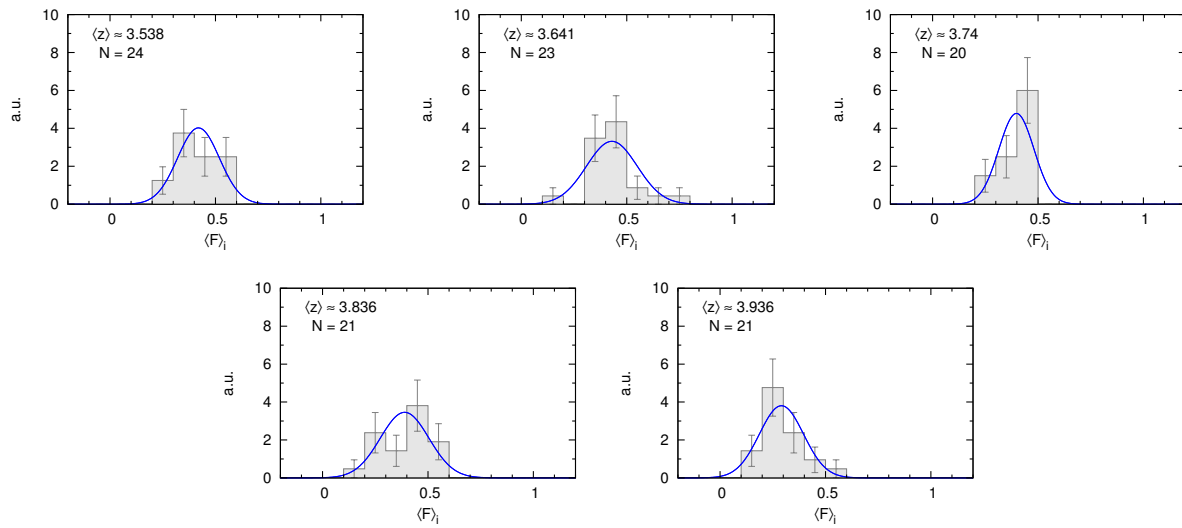 10
8
6
4
2
0
a.u.
⟨z⟩ ≈ 3.538
N = 24
0 0.5 1
⟨F⟩i
10
8
6
4
2
0
a.u.
⟨z⟩ ≈ 3.641
N = 23
0 0.5 1
⟨F⟩i
10
8
6
4
2
0
a.u.
⟨z⟩ ≈ 3.74
N = 20
0 0.5 1
⟨F⟩i
10
8
6
4
2
0
a.u.
⟨z⟩ ≈ 3.836
N = 21
0 0.5 1
⟨F⟩i
10
8
6
4
2
0
a.u.
⟨z⟩ ≈ 3.936
N = 21
0 0.5 1
⟨F⟩i